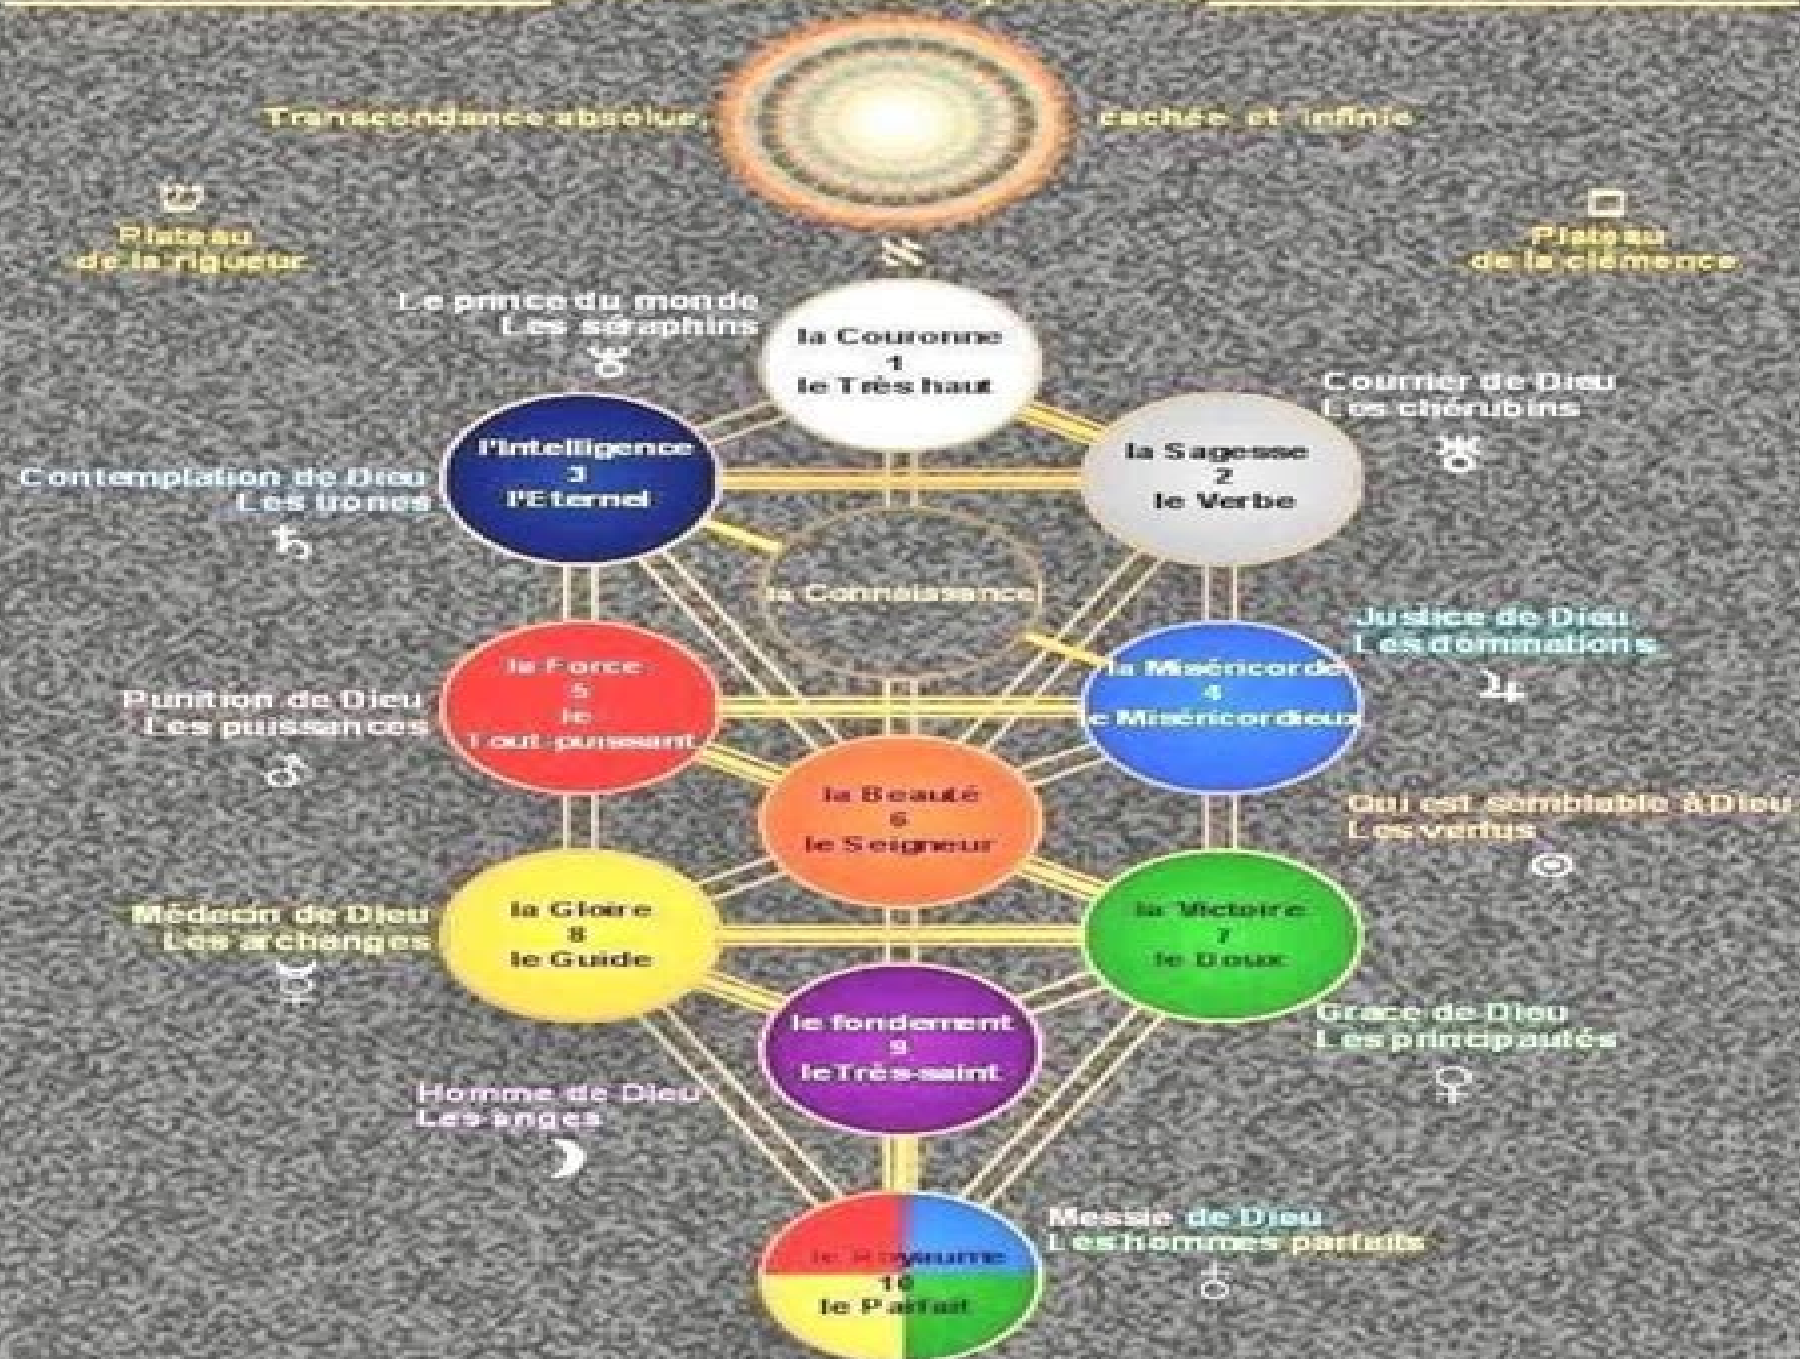 Transcendance absolue,
cachée et infinie
Plateau
de la rigueur
Plateau
de la clémence
Le prince du monde
Les séraphins
la Couronne
1
le Très haut
Courrier de Dieu
Les chérubins
l'Intelligence
3
l'Eternel
la Sagesse
2
le Verbe
Contemplation de Dieu
Les trones
la Connaissance
Justice de Dieu
Les dominations
la Force
5
le
Tout-puissant
la Miséricorde
4
le Miséricordieux
Punition de Dieu
Les puissances
la Beauté
6
le Seigneur
Qui est semblable à Dieu
Les vertus
Médecin de Dieu
Les archanges
la Gloire
8
le Guide
la Victoire
7
le Doux
Grace de Dieu
Les principautés
le fondement
9
le Très-saint
Homme de Dieu
Les anges
Messie de Dieu
Les hommes parfaits
le Royaume
10
le Parfait